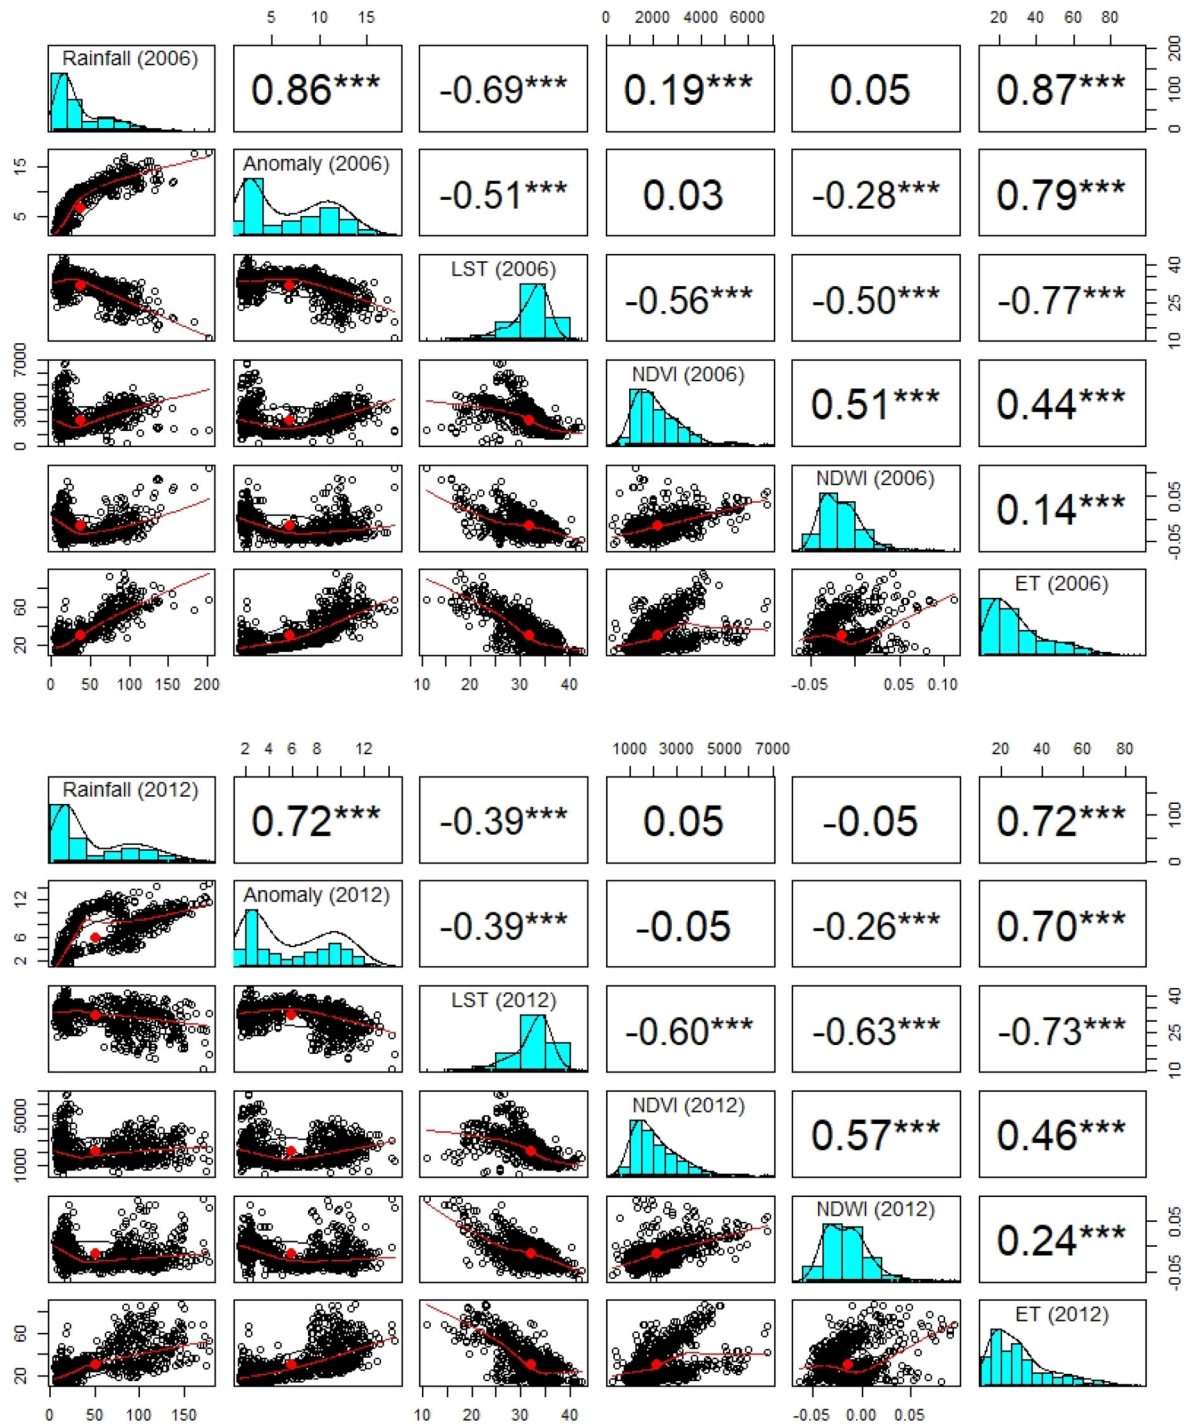 5 10 15
0 2000 4000 6000
20 40 60 80
Rainfall (2006)
0.86***
-0.69***
0.19***
0.05
0.87***
0 100 200
5 15
Anomaly (2006)
-0.51***
0.03
-0.28***
0.79***
LST (2006)
-0.56***
-0.50***
-0.77***
10 25 40
0 3000 7000
NDVI (2006)
0.51***
0.44***
NDWI (2006)
0.14***
-0.05 0.05
20 60
ET (2006)
0 50 100 150 200
10 20 30 40
-0.05 0.05 0.10
2 4 6 8 12
1000 3000 5000 7000
20 40 60 80
Rainfall (2012)
0.72***
-0.39***
0.05
-0.05
0.72***
0 100
2 6 12
Anomaly (2012)
-0.39***
-0.05
-0.26***
0.70***
LST (2012)
-0.60***
-0.63***
-0.73***
10 25 40
1000 5000
NDVI (2012)
0.57***
0.46***
NDWI (2012)
0.24***
-0.05 0.05
20 60
ET (2012)
0 50 100 150
10 20 30 40
-0.05 0.00 0.05